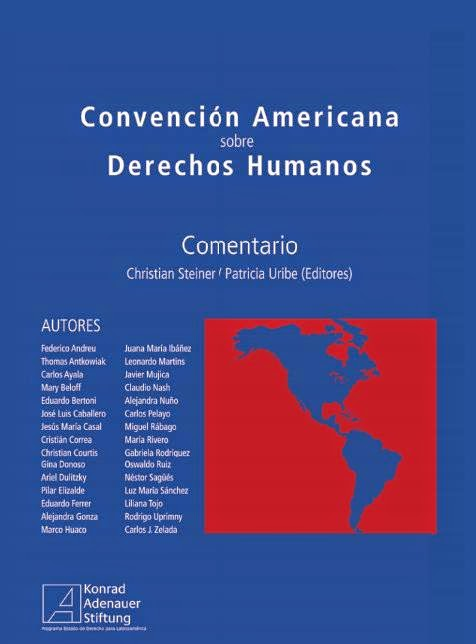 Convención Americana
sobre
Derechos Humanos
Comentario
Christian Steiner / Patricia Uribe (Editores)
AUTORES
Federico Andreu
Thomas Antkowiak
Carlos Ayala
Mary Beloff
Eduardo Bertoni
José Luis Caballero
Jesús María Casal
Cristián Correa
Christian Courtis
Gina Donoso
Ariel Dulitzky
Pilar Elizalde
Eduardo Ferrer
Alejandra Gonza
Marco Huaco
Juana María Ibáñez
Leonardo Martins
Javier Mujica
Claudio Nash
Alejandra Nuño
Carlos Pelayo
Miguel Rábago
María Rivero
Gabriela Rodriquez
Oswaldo Ruiz
Néstor Sagüés
Luz María Sánchez
Liliana Tojo
Rodrigo Uprimny
Carlos J. Zelada
Konrad
Adenauer
Stiftung
Programa Estado de Derecho para Latinoamérica